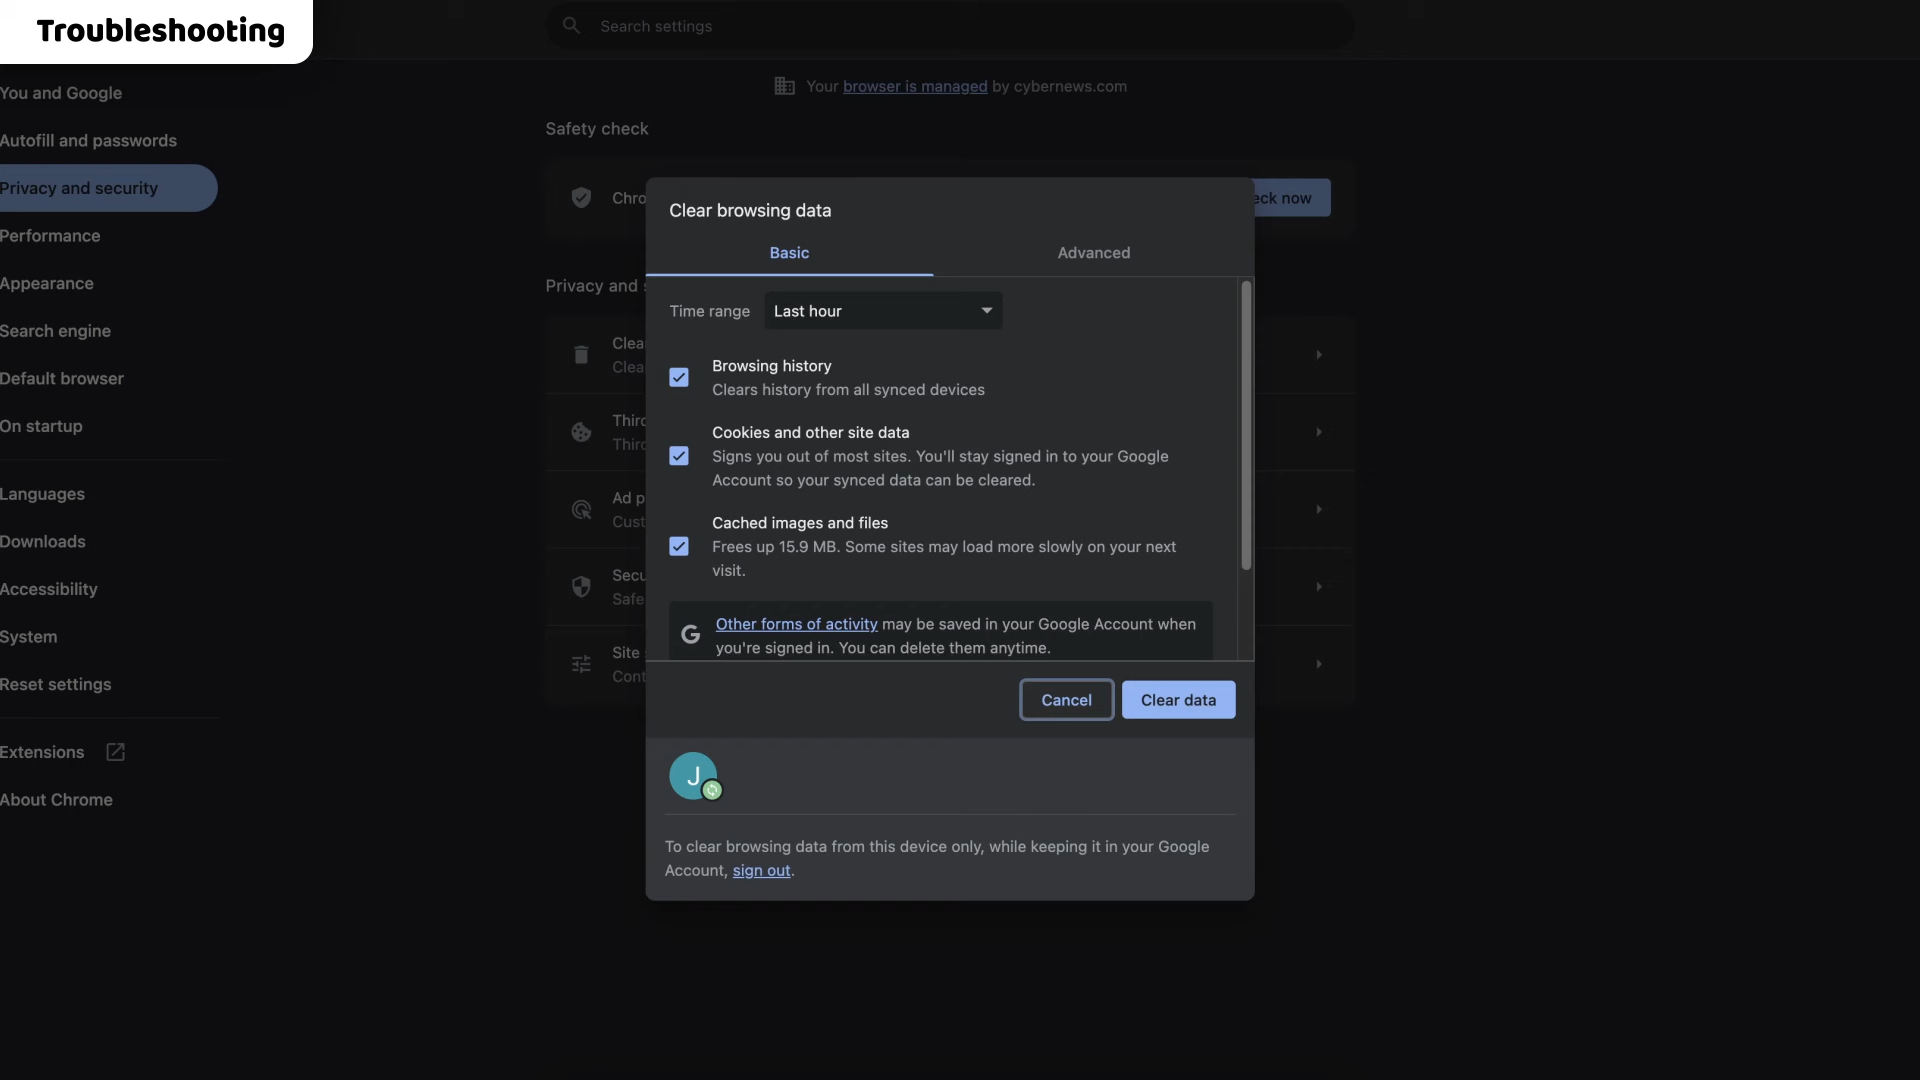 Troubleshooting
Search settings
Your browser is managed by cybernews.com
You and Google
Autofill and passwords
Privacy and security
Performance
Appearance
Search engine
Default browser
On startup
Languages
Downloads
Accessibility
System
Reset settings
Extensions
About Chrome
Safety check
Chro
eck now
Privacy and s
Clea
Clea
Thir
Thir
Ad p
Cust
Secu
Safe
Site
Cont
Clear browsing data
Basic Advanced
Time range Last hour
Browsing history
Clears history from all synced devices
Cookies and other site data
Signs you out of most sites. You'll stay signed in to your Google
Account so your synced data can be cleared.
Cached images and files
Frees up 15.9 MB. Some sites may load more slowly on your next
visit.
G
Other forms of activity may be saved in your Google Account when
you're signed in. You can delete them anytime.
Cancel Clear data
J
To clear browsing data from this device only, while keeping it in your Google
Account, sign out.